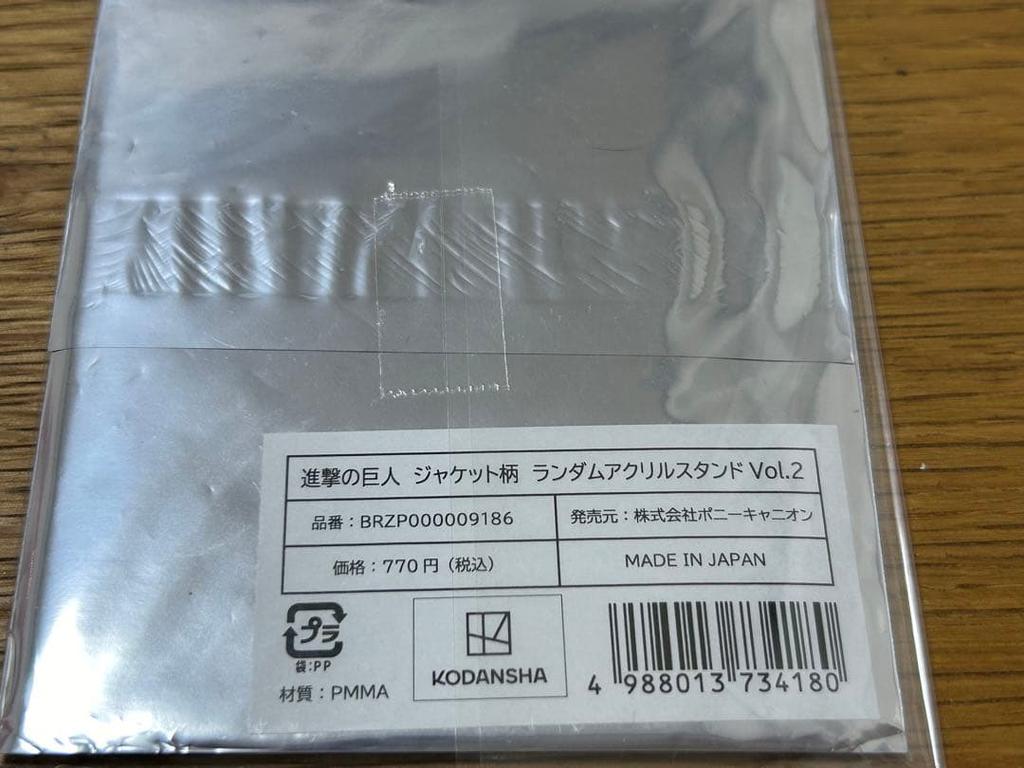 進撃の巨人 ジャケット柄 ランダムアクリルスタンド Vol.2
品番：BRZP000009186
発売元：株式会社ポニーキャニオン
価格：770円（税込）
MADE IN JAPAN
プラ
袋：PP
材質：PMMA
KODANSHA
4 988013 734180